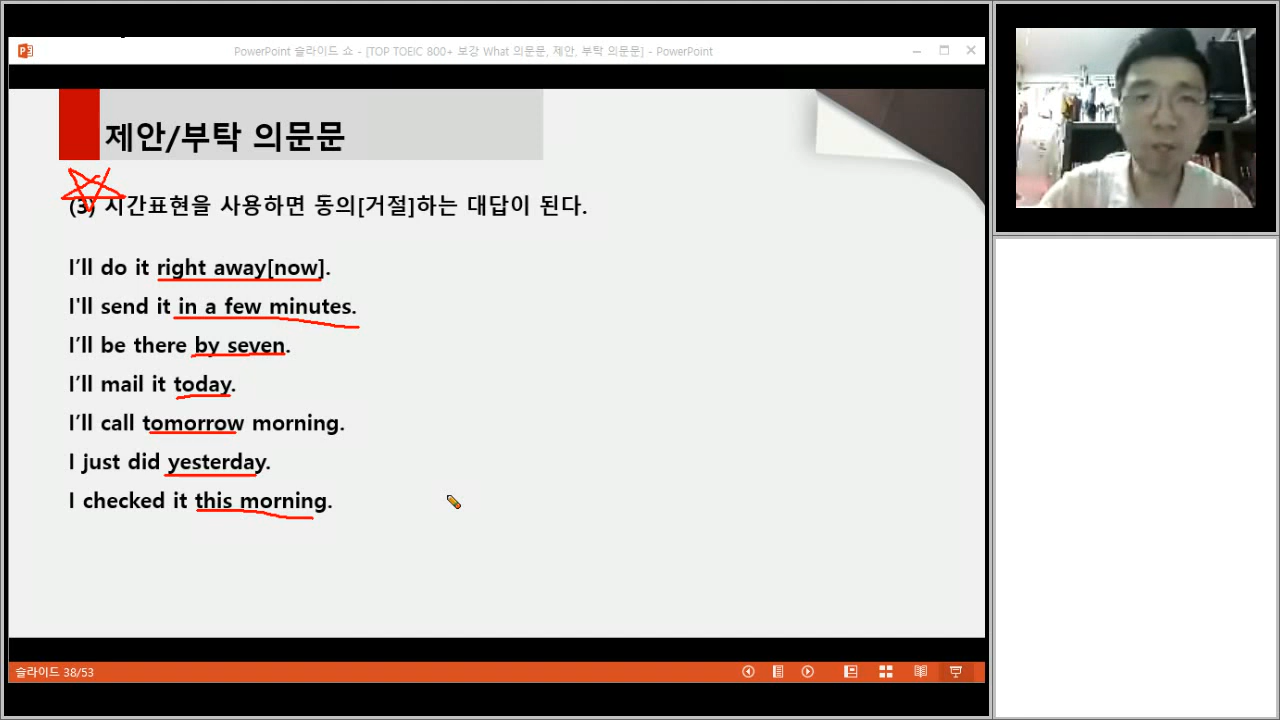 PowerPoint 슬라이드 쇼 - [TOP TOEIC 800+ 보강 What 의문문, 제안, 부탁 의문문] - PowerPoint
제안/부탁 의문문
(3) 시간표현을 사용하면 동의[거절]하는 대답이 된다.
I’ll do it right away[now].
I'll send it in a few minutes.
I’ll be there by seven.
I’ll mail it today.
I’ll call tomorrow morning.
I just did yesterday.
I checked it this morning.
슬라이드 38/53